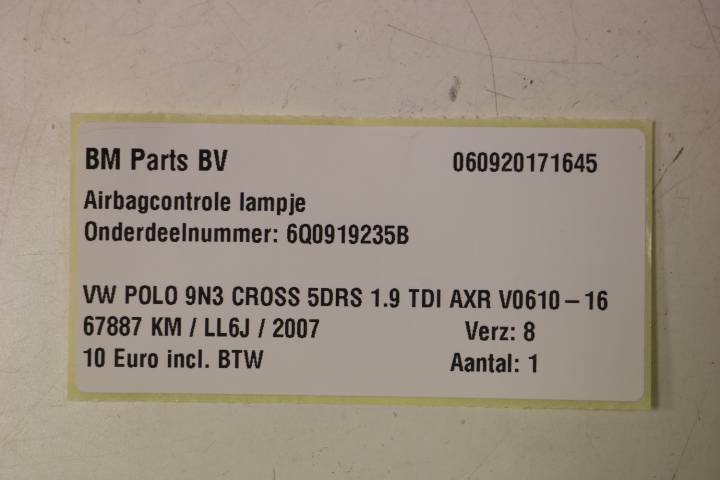 BM Parts BV 060920171645
Airbagcontrole lampje
Onderdeelnummer: 6Q0919235B
VW POLO 9N3 CROSS 5DRS 1.9 TDI AXR V0610-16
67887 KM / LL6J / 2007 Verz: 8
10 Euro incl. BTW Aantal: 1